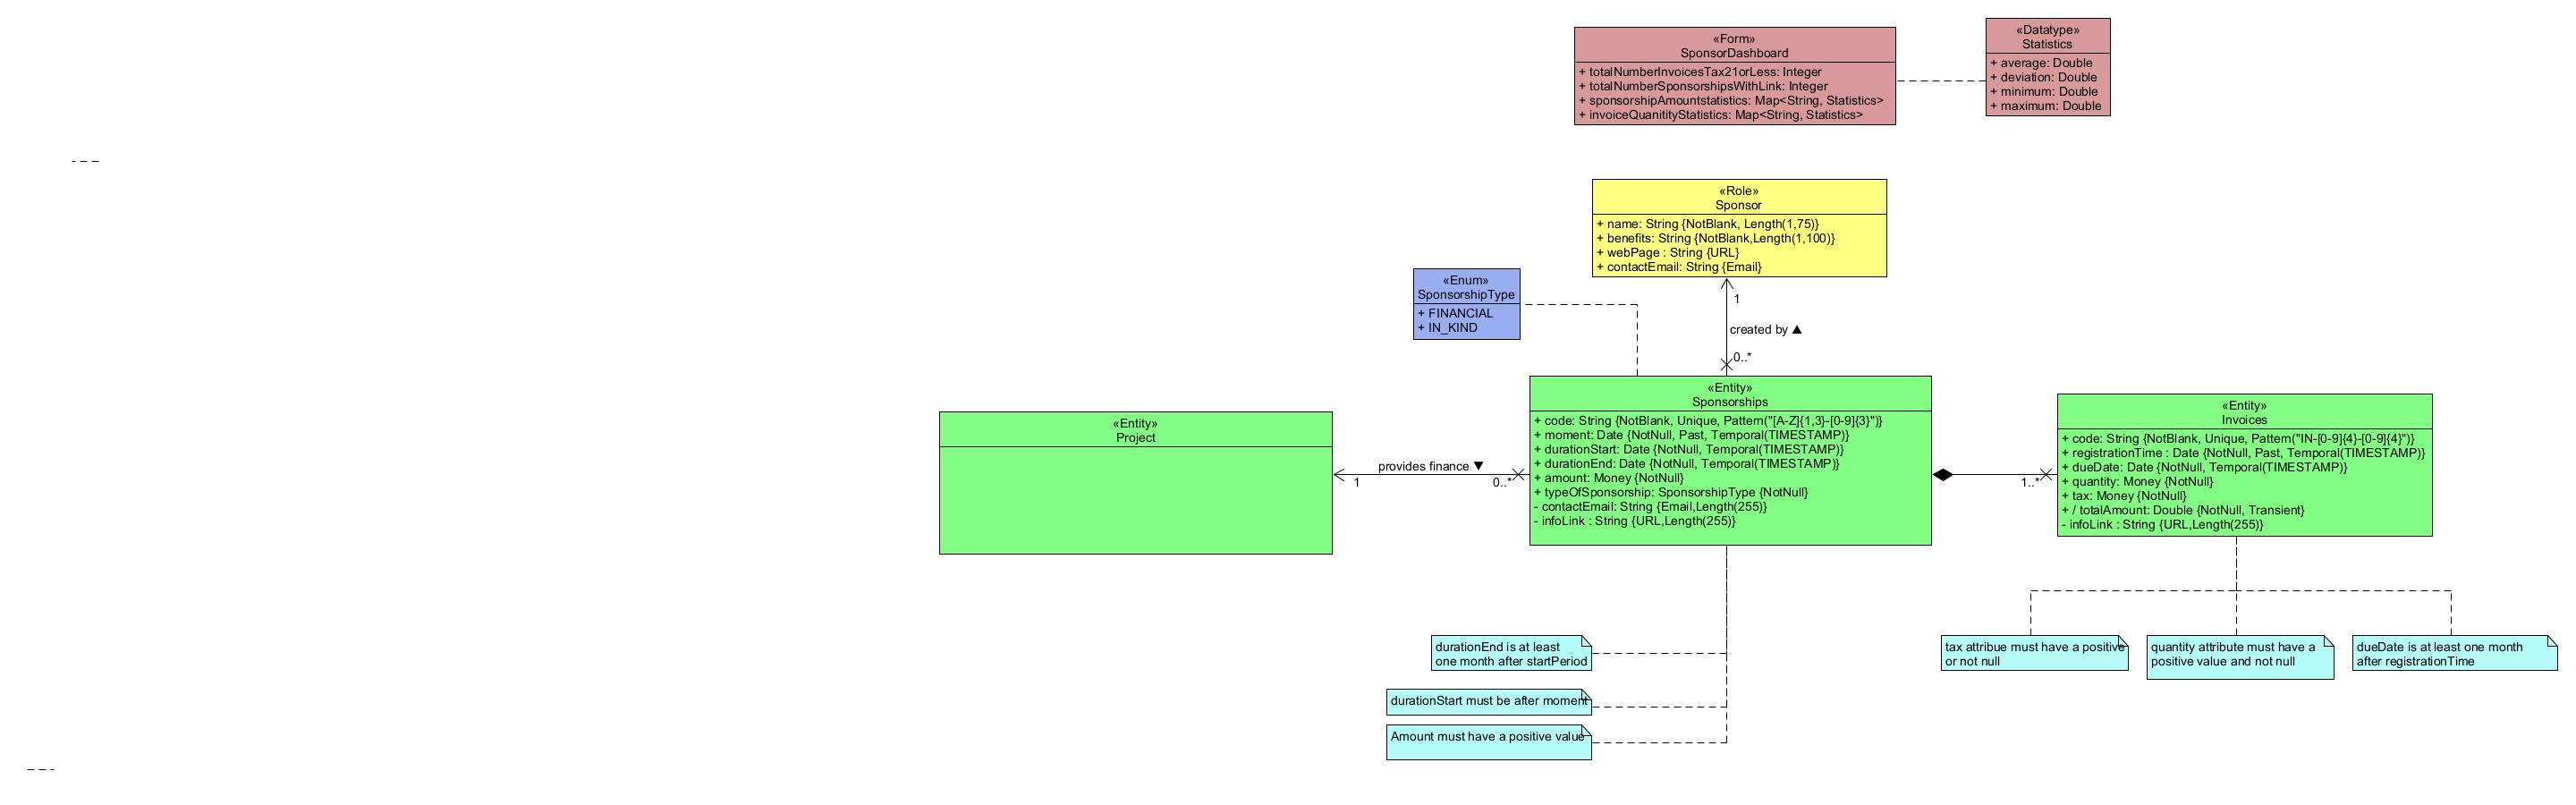 «Form»
SponsorDashboard
+ totalNumberInvoicesTax21orLess: Integer
+ totalNumberSponsorshipsWithLink: Integer
+ sponsorshipAmountstatistics: Map<String, Statistics>
+ invoiceQuanitityStatistics: Map<String, Statistics>
«Datatype»
Statistics
+ average: Double
+ deviation: Double
+ minimum: Double
+ maximum: Double
«Role»
Sponsor
+ name: String {NotBlank, Length(1,75)}
+ benefits: String {NotBlank,Length(1,100)}
+ webPage : String {URL}
+ contactEmail: String {Email}
«Enum»
SponsorshipType
+ FINANCIAL
+ IN_KIND
1
created by ▲
0..*
«Entity»
Project
provides finance ▼
1
0..*
«Entity»
Sponsorships
+ code: String {NotBlank, Unique, Pattern("[A-Z]{1,3}-[0-9]{3}")}
+ moment: Date {NotNull, Past, Temporal(TIMESTAMP)}
+ durationStart: Date {NotNull, Temporal(TIMESTAMP)}
+ durationEnd: Date {NotNull, Temporal(TIMESTAMP)}
+ amount: Money {NotNull}
+ typeOfSponsorship: SponsorshipType {NotNull}
- contactEmail: String {Email,Length(255)}
- infoLink : String {URL,Length(255)}
1..*
«Entity»
Invoices
+ code: String {NotBlank, Unique, Pattern("IN-[0-9]{4}-[0-9]{4}")}
+ registrationTime : Date {NotNull, Past, Temporal(TIMESTAMP)}
+ dueDate: Date {NotNull, Temporal(TIMESTAMP)}
+ quantity: Money {NotNull}
+ tax: Money {NotNull}
+ / totalAmount: Double {NotNull, Transient}
- infoLink : String {URL,Length(255)}
durationEnd is at least
one month after startPeriod
durationStart must be after moment
Amount must have a positive value
tax attribue must have a positive
or not null
quantity attribute must have a
positive value and not null
dueDate is at least one month
after registrationTime